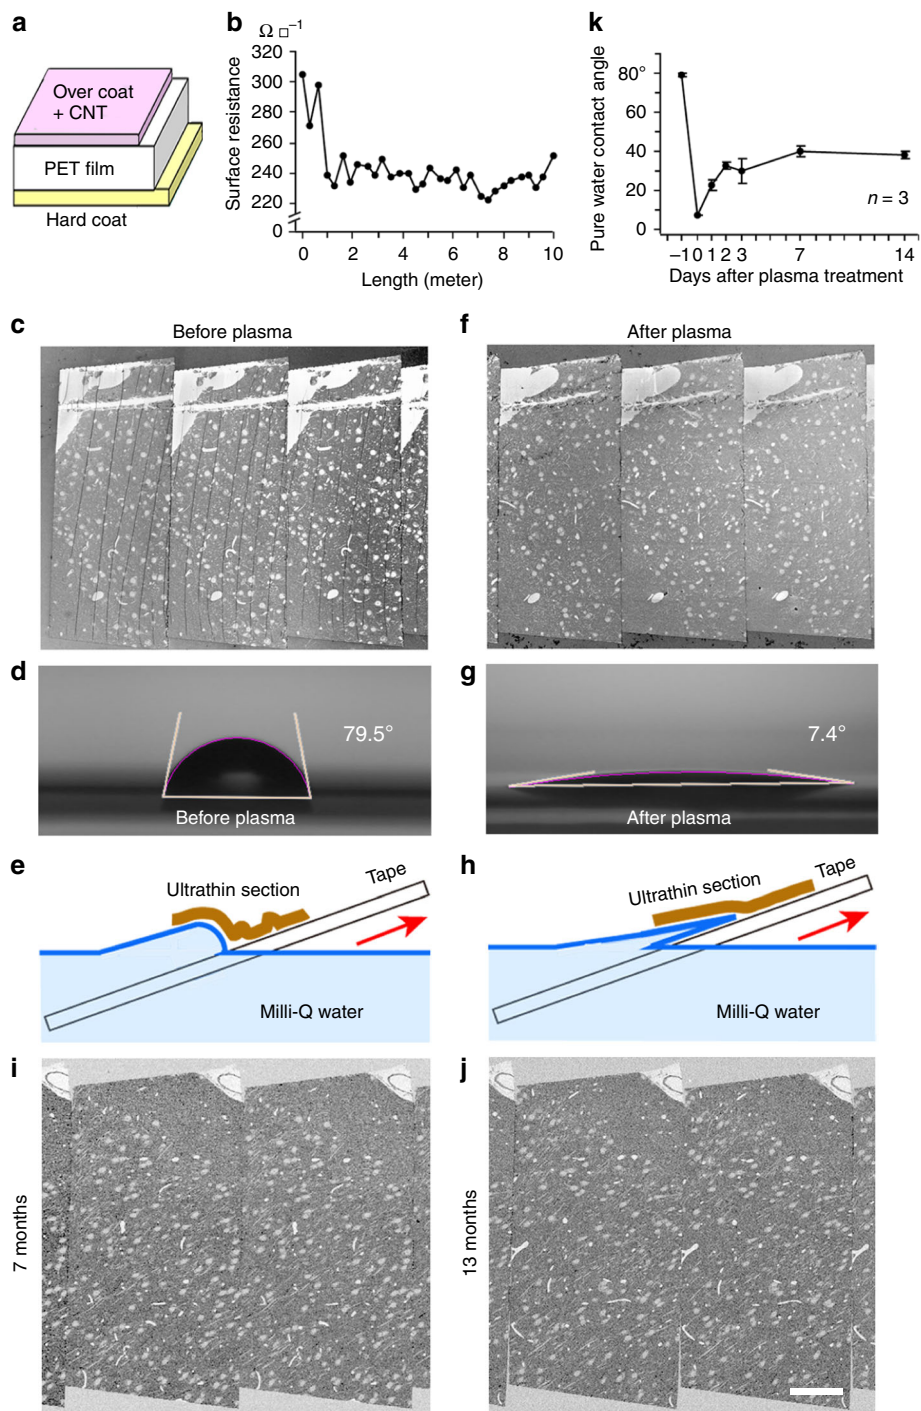 a
Over coat
+ CNT
PET film
Hard coat
b
Ω □⁻¹
Surface resistance
320
300
280
260
240
220
0
0 2 4 6 8 10
Length (meter)
k
Pure water contact angle
80°
60
40
20
0
n = 3
–1 0 1 2 3 7 14
Days after plasma treatment
c
Before plasma
f
After plasma
d
79.5°
Before plasma
g
7.4°
After plasma
e
Ultrathin section
Tape
Milli-Q water
h
Ultrathin section
Tape
Milli-Q water
i
7 months
j
13 months